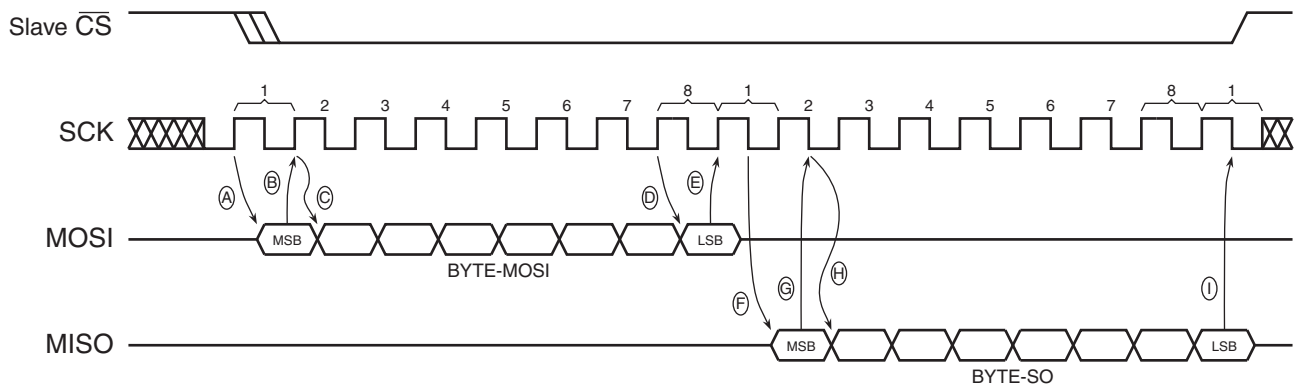 Slave CS
1 2 3 4 5 6 7 8 1 2 3 4 5 6 7 8 1
SCK
A B C D E
MOSI MSB LSB
BYTE-MOSI
F G H I
MISO MSB LSB
BYTE-SO